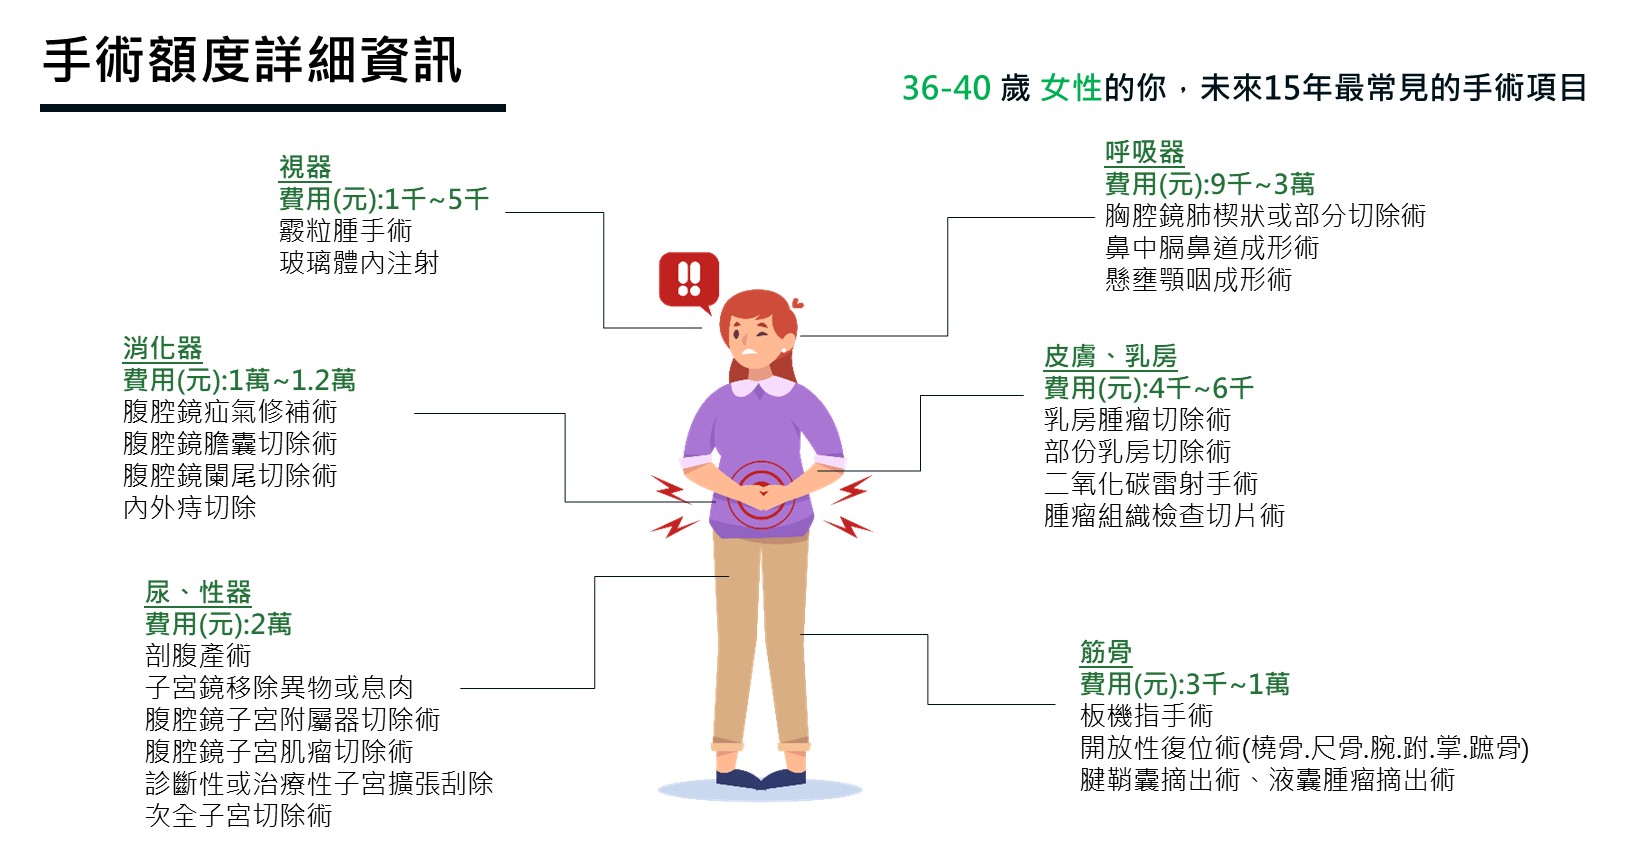 手術額度詳細資訊
36-40 歲 女性的你，未來15年最常見的手術項目
視器
費用(元):1千~5千
霰粒腫手術
玻璃體內注射
呼吸器
費用(元):9千~3萬
胸腔鏡肺楔狀或部分切除術
鼻中膈鼻道成形術
懸壅顎咽成形術
消化器
費用(元):1萬~1.2萬
腹腔鏡疝氣修補術
腹腔鏡膽囊切除術
腹腔鏡闌尾切除術
內外痔切除
皮膚、乳房
費用(元):4千~6千
乳房腫瘤切除術
部份乳房切除術
二氧化碳雷射手術
腫瘤組織檢查切片術
尿、性器
費用(元):2萬
剖腹產術
子宮鏡移除異物或息肉
腹腔鏡子宮附屬器切除術
腹腔鏡子宮肌瘤切除術
診斷性或治療性子宮擴張刮除
次全子宮切除術
筋骨
費用(元):3千~1萬
板機指手術
開放性復位術(橈骨.尺骨.腕.跗.掌.蹠骨)
腱鞘囊摘出術、液囊腫瘤摘出術